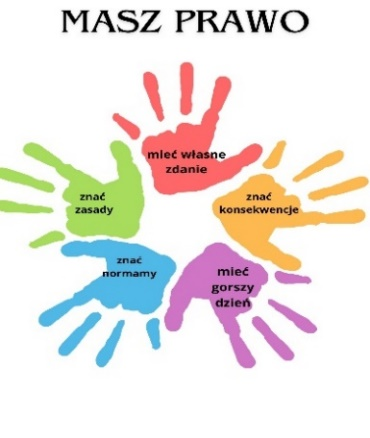 MASZ PRAWO
mieć własne
zdanie
znać
zasady
znać
konsekwencje
znać
normamy
mieć
gorszy
dzień